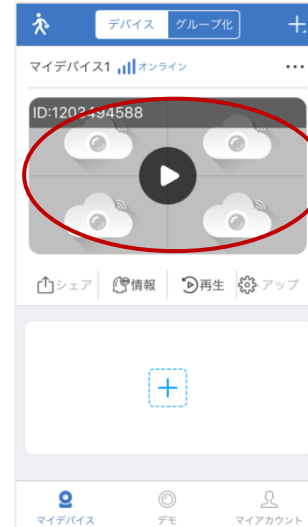 デバイス グループ化
マイデバイス1 オンライン
ID:1203494588
シェア 情報 再生 アップ
マイデバイス デモ マイアカウント